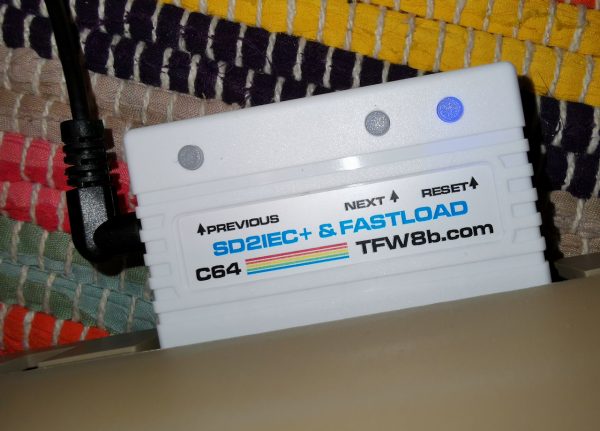 PREVIOUS NEXT RESET
SD2IEC+ & FASTLOAD
C64 TFW8b.com